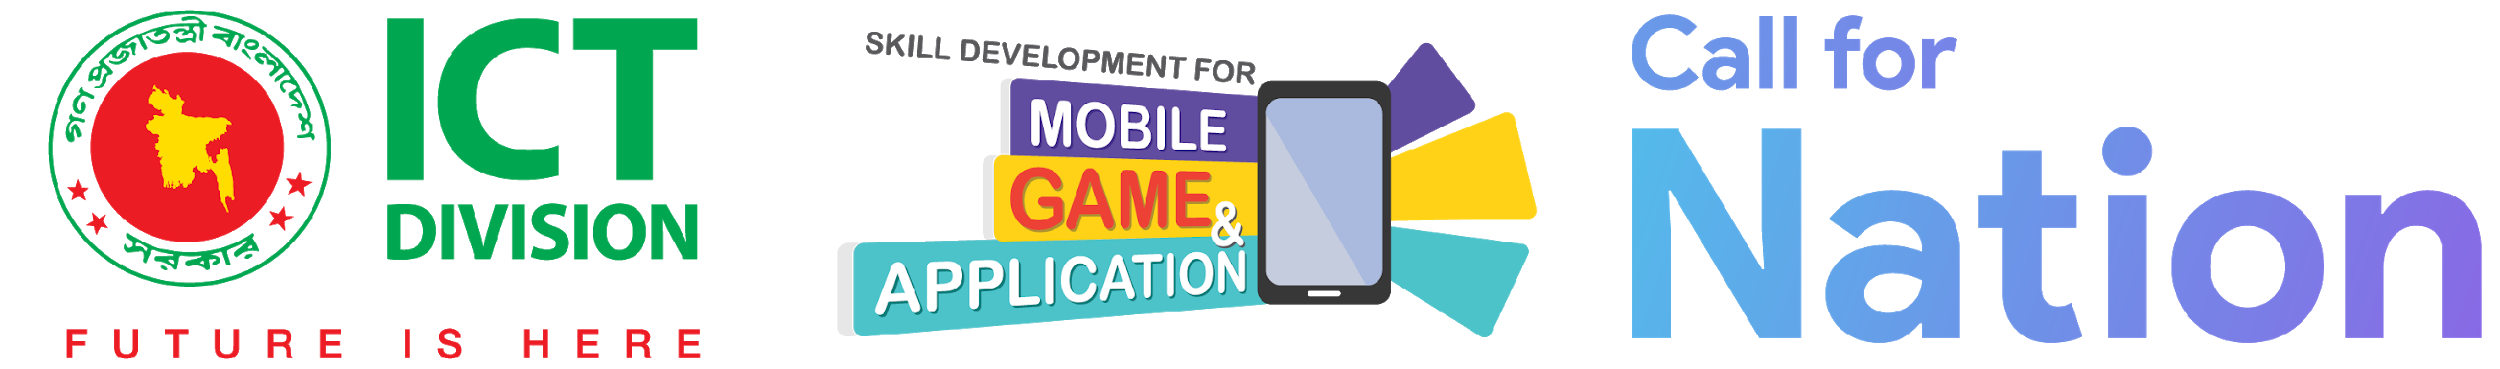 গণপ্রজাতন্ত্রী বাংলাদেশ
সরকার
ICT
DIVISION
FUTURE IS HERE
SKILL DEVELOPMENT FOR
MOBILE
GAME &
APPLICATION
Call for
Nation